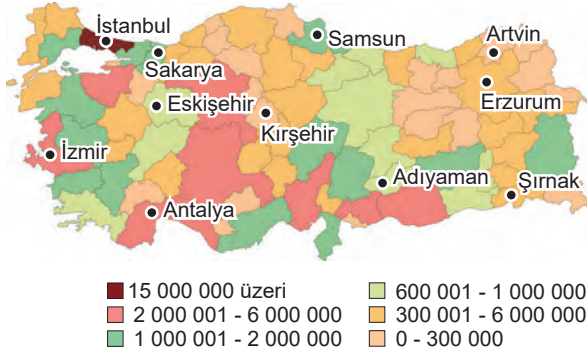 İstanbul
Samsun
Artvin
Sakarya
Eskişehir
Erzurum
Kırşehir
İzmir
Adıyaman
Şırnak
Antalya
15 000 000 üzeri
2 000 001 - 6 000 000
1 000 001 - 2 000 000
600 001 - 1 000 000
300 001 - 6 000 000
0 - 300 000